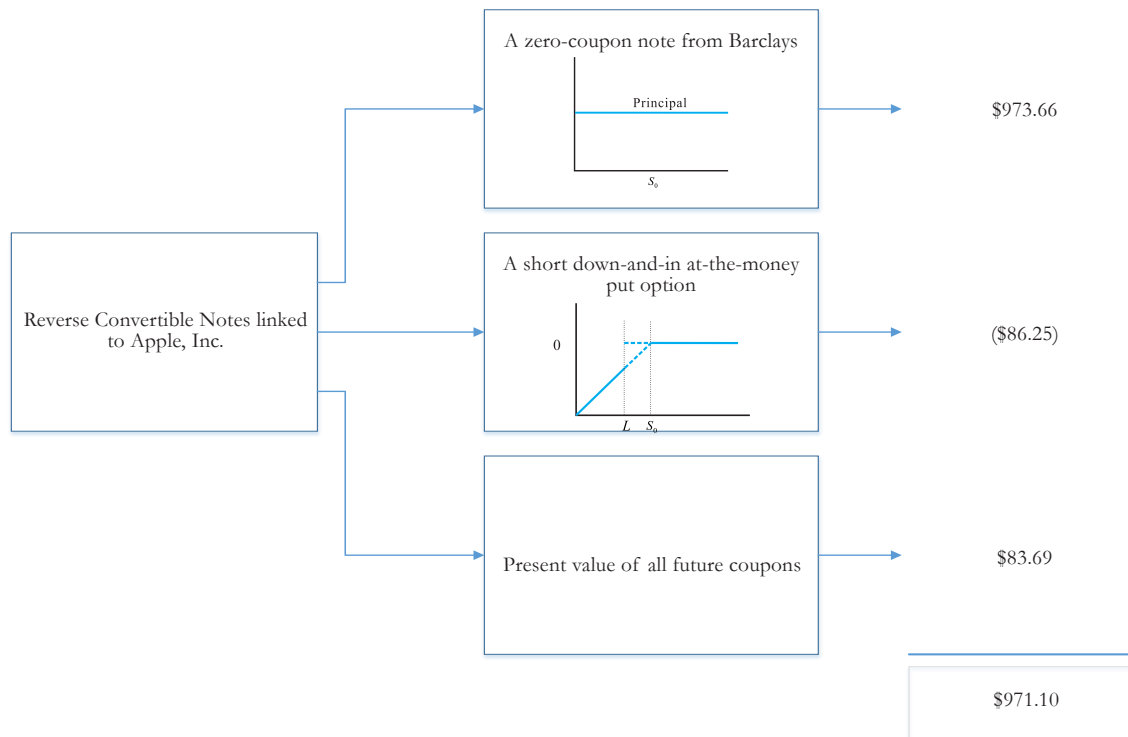 A zero-coupon note from Barclays
Principal
S₀
$973.66
Reverse Convertible Notes linked
to Apple, Inc.
A short down-and-in at-the-money
put option
0
L S₀
($86.25)
Present value of all future coupons
$83.69
$971.10